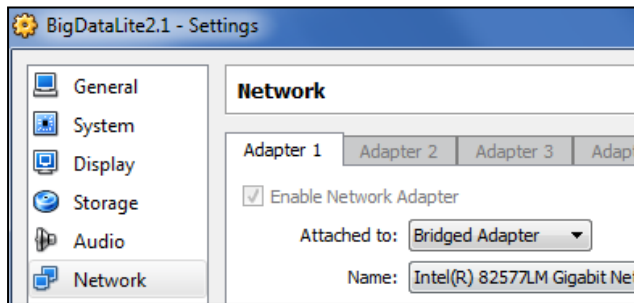 BigDataLite2.1 - Settings
General
System
Display
Storage
Audio
Network
Network
Adapter 1 Adapter 2 Adapter 3
Enable Network Adapter
Attached to: Bridged Adapter
Name: Intel(R) 82577LM Gigabit